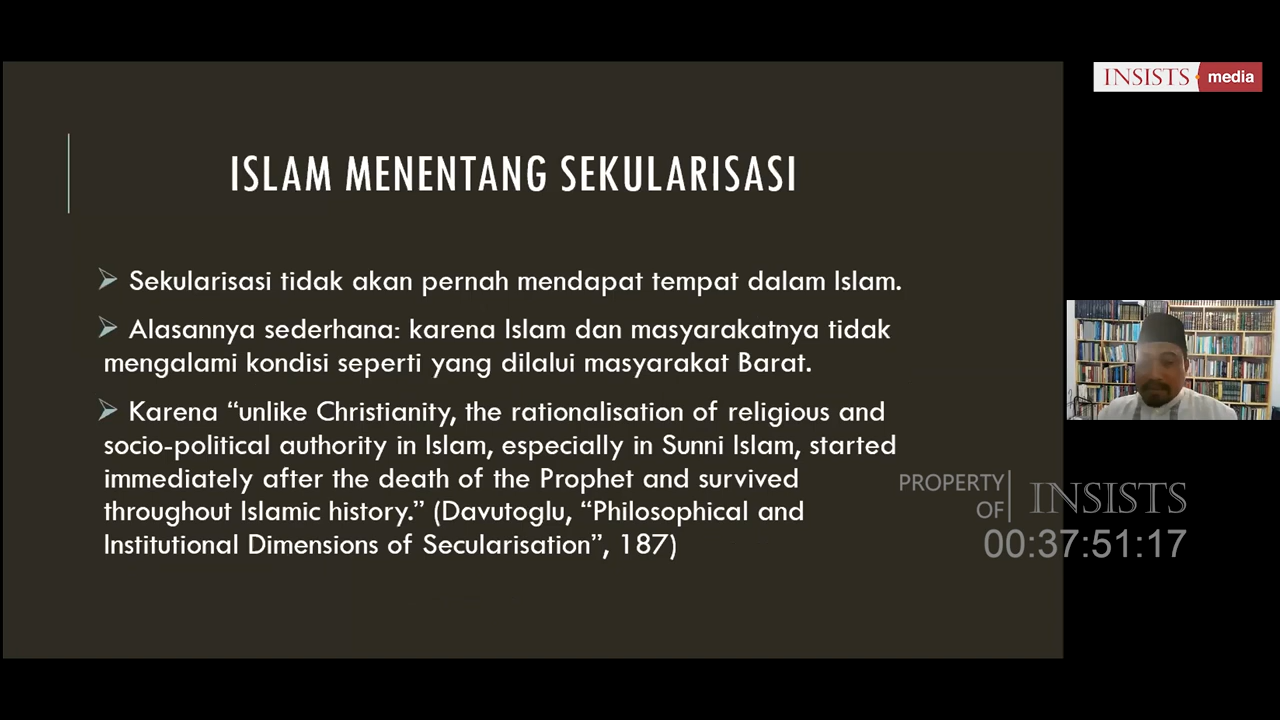 INSISTS media
ISLAM MENENTANG SEKULARISASI
➤ Sekularisasi tidak akan pernah mendapat tempat dalam Islam.
➤ Alasannya sederhana: karena Islam dan masyarakatnya tidak
mengalami kondisi seperti yang dilalui masyarakat Barat.
➤ Karena “unlike Christianity, the rationalisation of religious and
socio-political authority in Islam, especially in Sunni Islam, started
immediately after the death of the Prophet and survived
throughout Islamic history.” (Davutoglu, “Philosophical and
Institutional Dimensions of Secularisation”, 187)
PROPERTY
OF
INSISTS
00:37:51:17